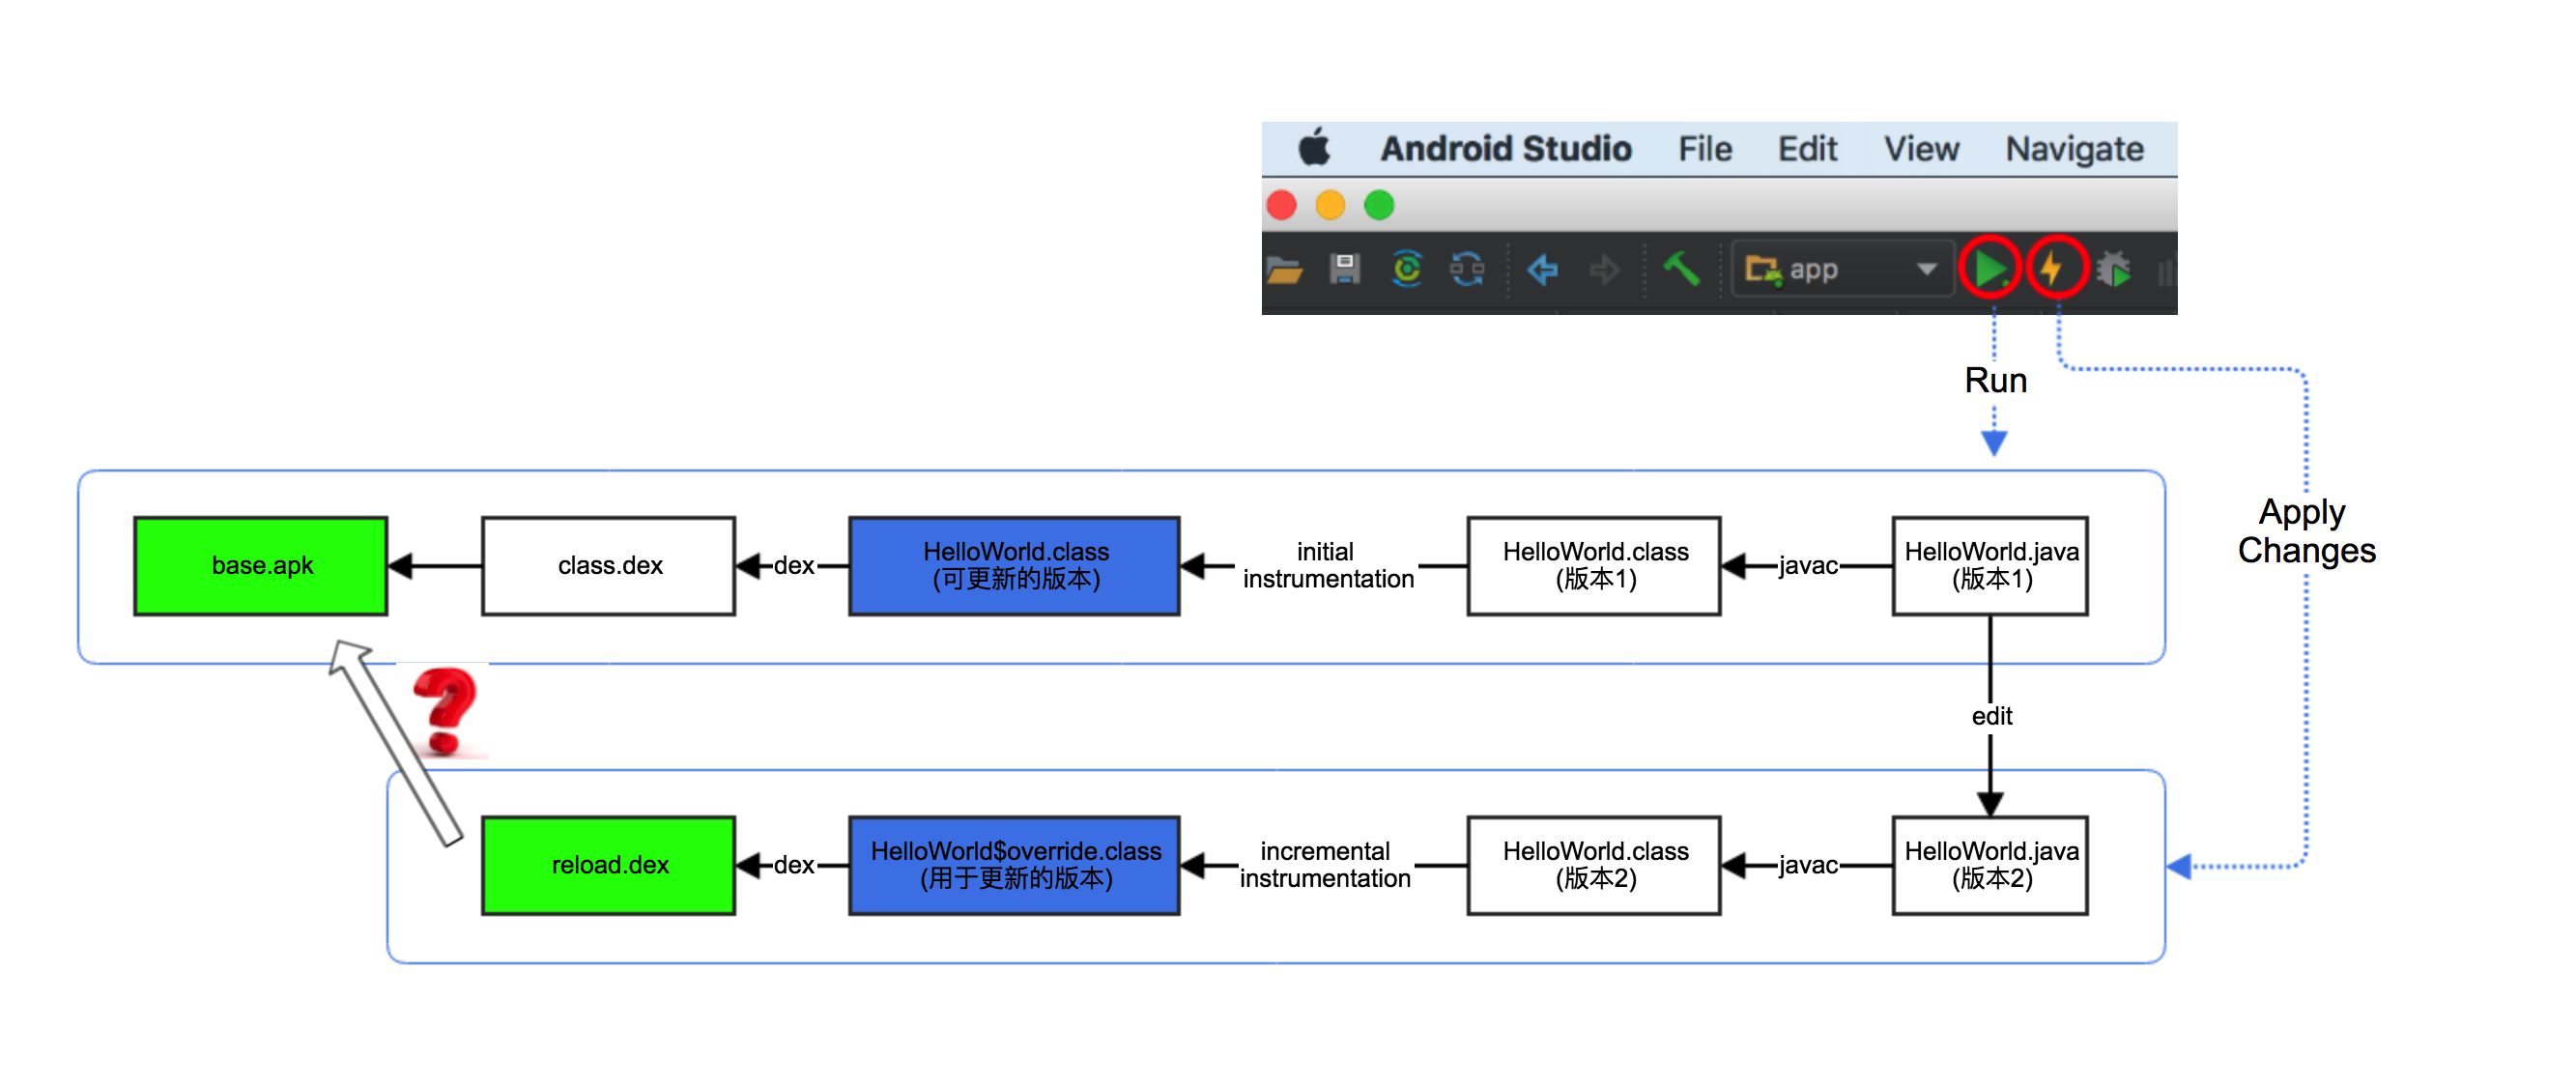 Android Studio File Edit View Navigate
app
Run
Apply
Changes
base.apk
class.dex
dex
HelloWorld.class
(可更新的版本)
initial
instrumentation
HelloWorld.class
(版本1)
javac
HelloWorld.java
(版本1)
?
edit
reload.dex
dex
HelloWorld$override.class
(用于更新的版本)
incremental
instrumentation
HelloWorld.class
(版本2)
javac
HelloWorld.java
(版本2)